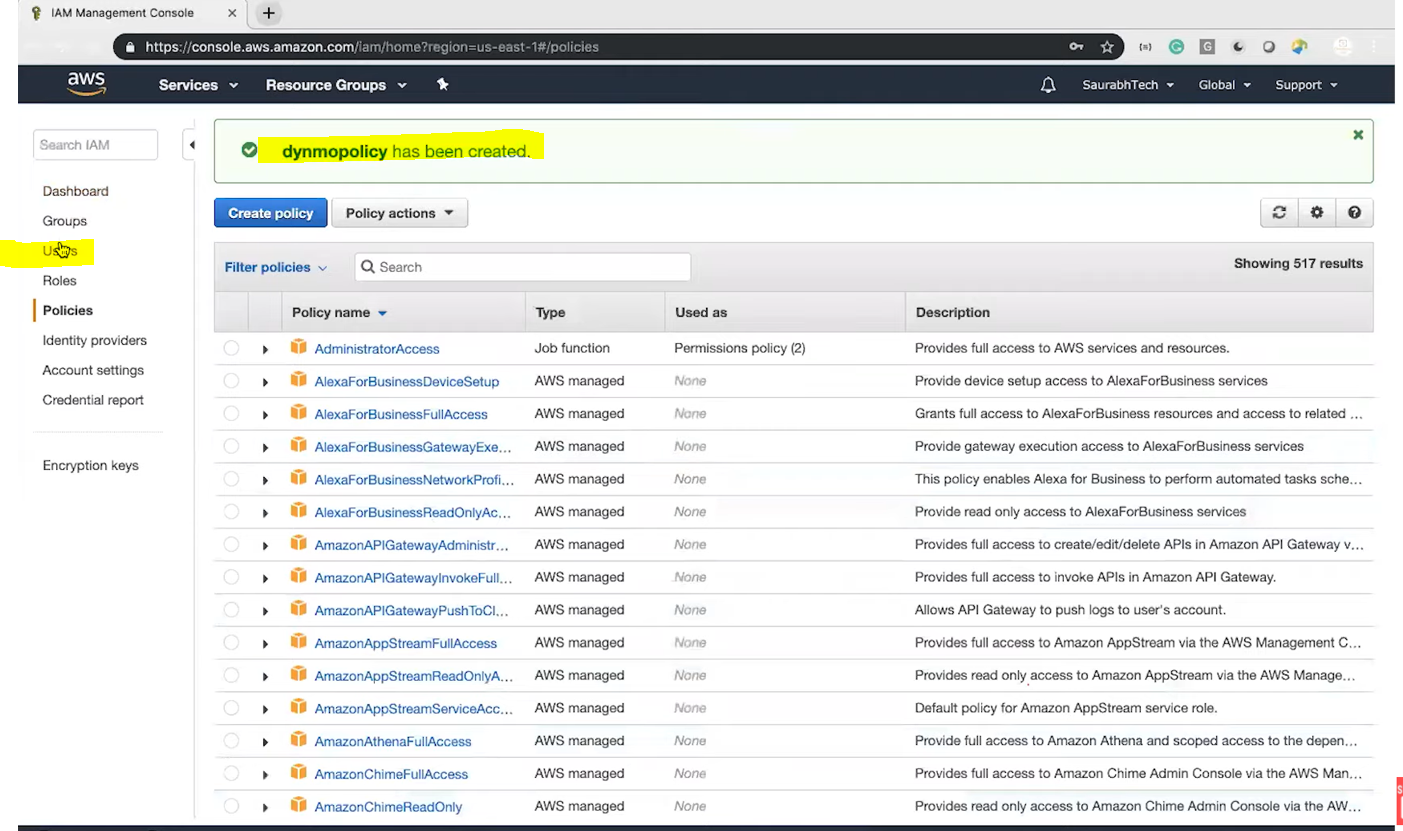 IAM Management Console
https://console.aws.amazon.com/iam/home?region=us-east-1#/policies
aws Services Resource Groups SaurabhTech Global Support
Search IAM
Dashboard
Groups
Users
Roles
Policies
Identity providers
Account settings
Credential report
Encryption keys
dynmopolicy has been created.
Create policy Policy actions
Filter policies Search Showing 517 results
Policy name Type Used as Description
AdministratorAccess Job function Permissions policy (2) Provides full access to AWS services and resources.
AlexaForBusinessDeviceSetup AWS managed None Provide device setup access to AlexaForBusiness services
AlexaForBusinessFullAccess AWS managed None Grants full access to AlexaForBusiness resources and access to related ...
AlexaForBusinessGatewayExe... AWS managed None Provide gateway execution access to AlexaForBusiness services
AlexaForBusinessNetworkProfi... AWS managed None This policy enables Alexa for Business to perform automated tasks sche...
AlexaForBusinessReadOnlyAc... AWS managed None Provide read only access to AlexaForBusiness services
AmazonAPIGatewayAdministr... AWS managed None Provides full access to create/edit/delete APIs in Amazon API Gateway v...
AmazonAPIGatewayInvokeFull... AWS managed None Provides full access to invoke APIs in Amazon API Gateway.
AmazonAPIGatewayPushToCl... AWS managed None Allows API Gateway to push logs to user's account.
AmazonAppStreamFullAccess AWS managed None Provides full access to Amazon AppStream via the AWS Management C...
AmazonAppStreamReadOnlyA... AWS managed None Provides read only access to Amazon AppStream via the AWS Manage...
AmazonAppStreamServiceAcc... AWS managed None Default policy for Amazon AppStream service role.
AmazonAthenaFullAccess AWS managed None Provide full access to Amazon Athena and scoped access to the depen...
AmazonChimeFullAccess AWS managed None Provides full access to Amazon Chime Admin Console via the AWS Man...
AmazonChimeReadOnly AWS managed None Provides read only access to Amazon Chime Admin Console via the AW...